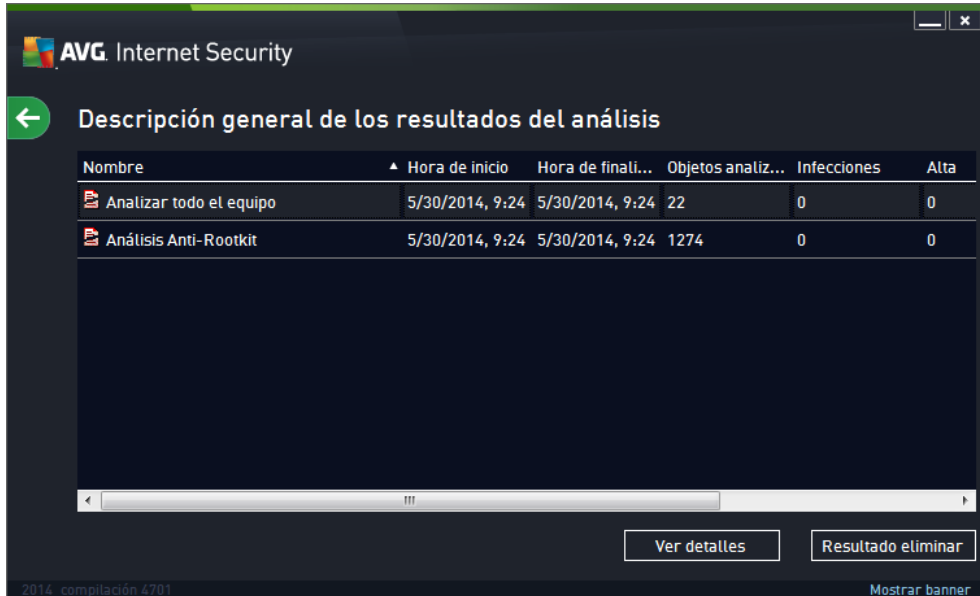 AVG. Internet Security
Descripción general de los resultados del análisis
Nombre Hora de inicio Hora de finali... Objetos analiz... Infecciones Alta
Analizar todo el equipo 5/30/2014, 9:24 5/30/2014, 9:24 22 0 0
Análisis Anti-Rootkit 5/30/2014, 9:24 5/30/2014, 9:24 1274 0 0
Ver detalles Resultado eliminar
2014 compilación 4701 Mostrar banner